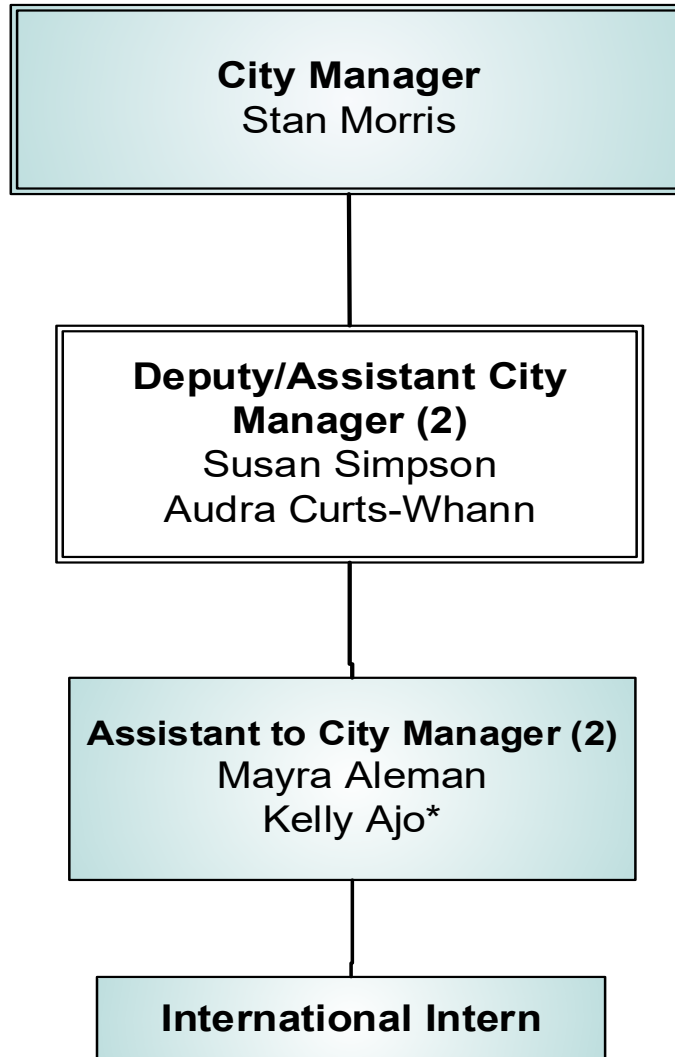 City Manager
Stan Morris
Deputy/Assistant City
Manager (2)
Susan Simpson
Audra Curts-Whann
Assistant to City Manager (2)
Mayra Aleman
Kelly Ajo*
International Intern